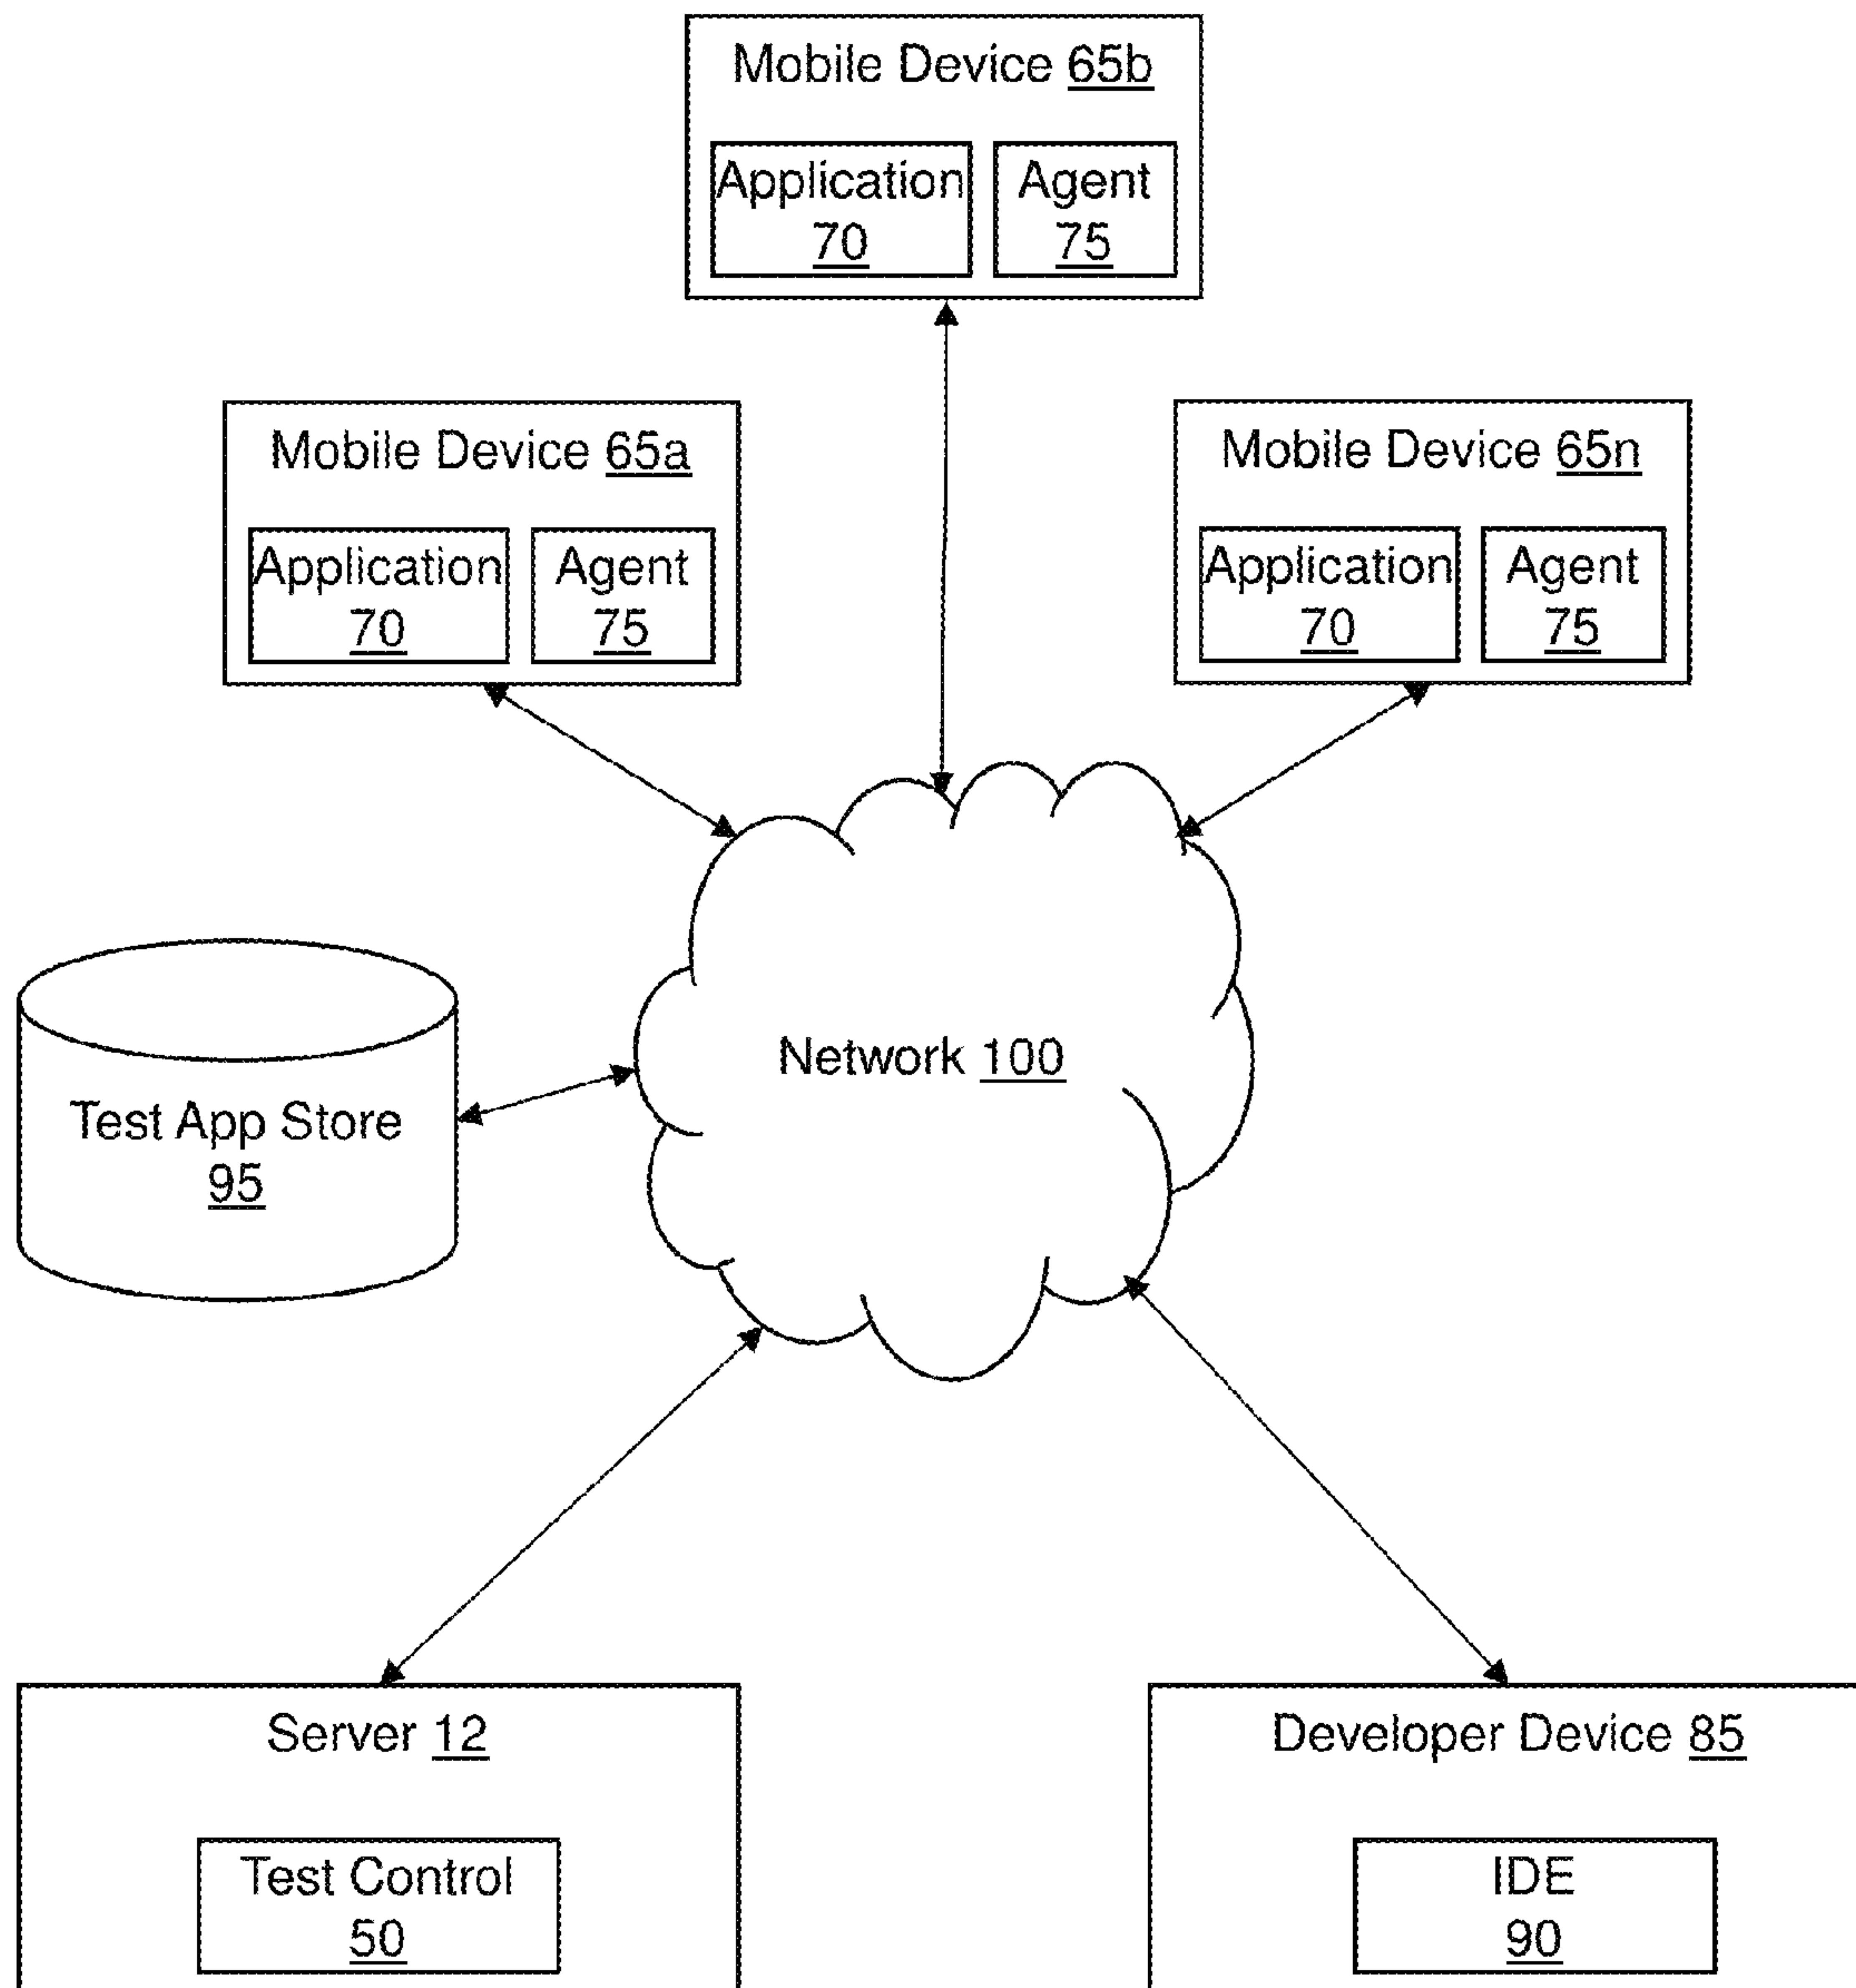 Mobile Device 65b
Application
70
Agent
75
Mobile Device 65a
Application
70
Agent
75
Mobile Device 65n
Application
70
Agent
75
Network 100
Test App Store
95
Server 12
Test Control
50
Developer Device 85
IDE
90